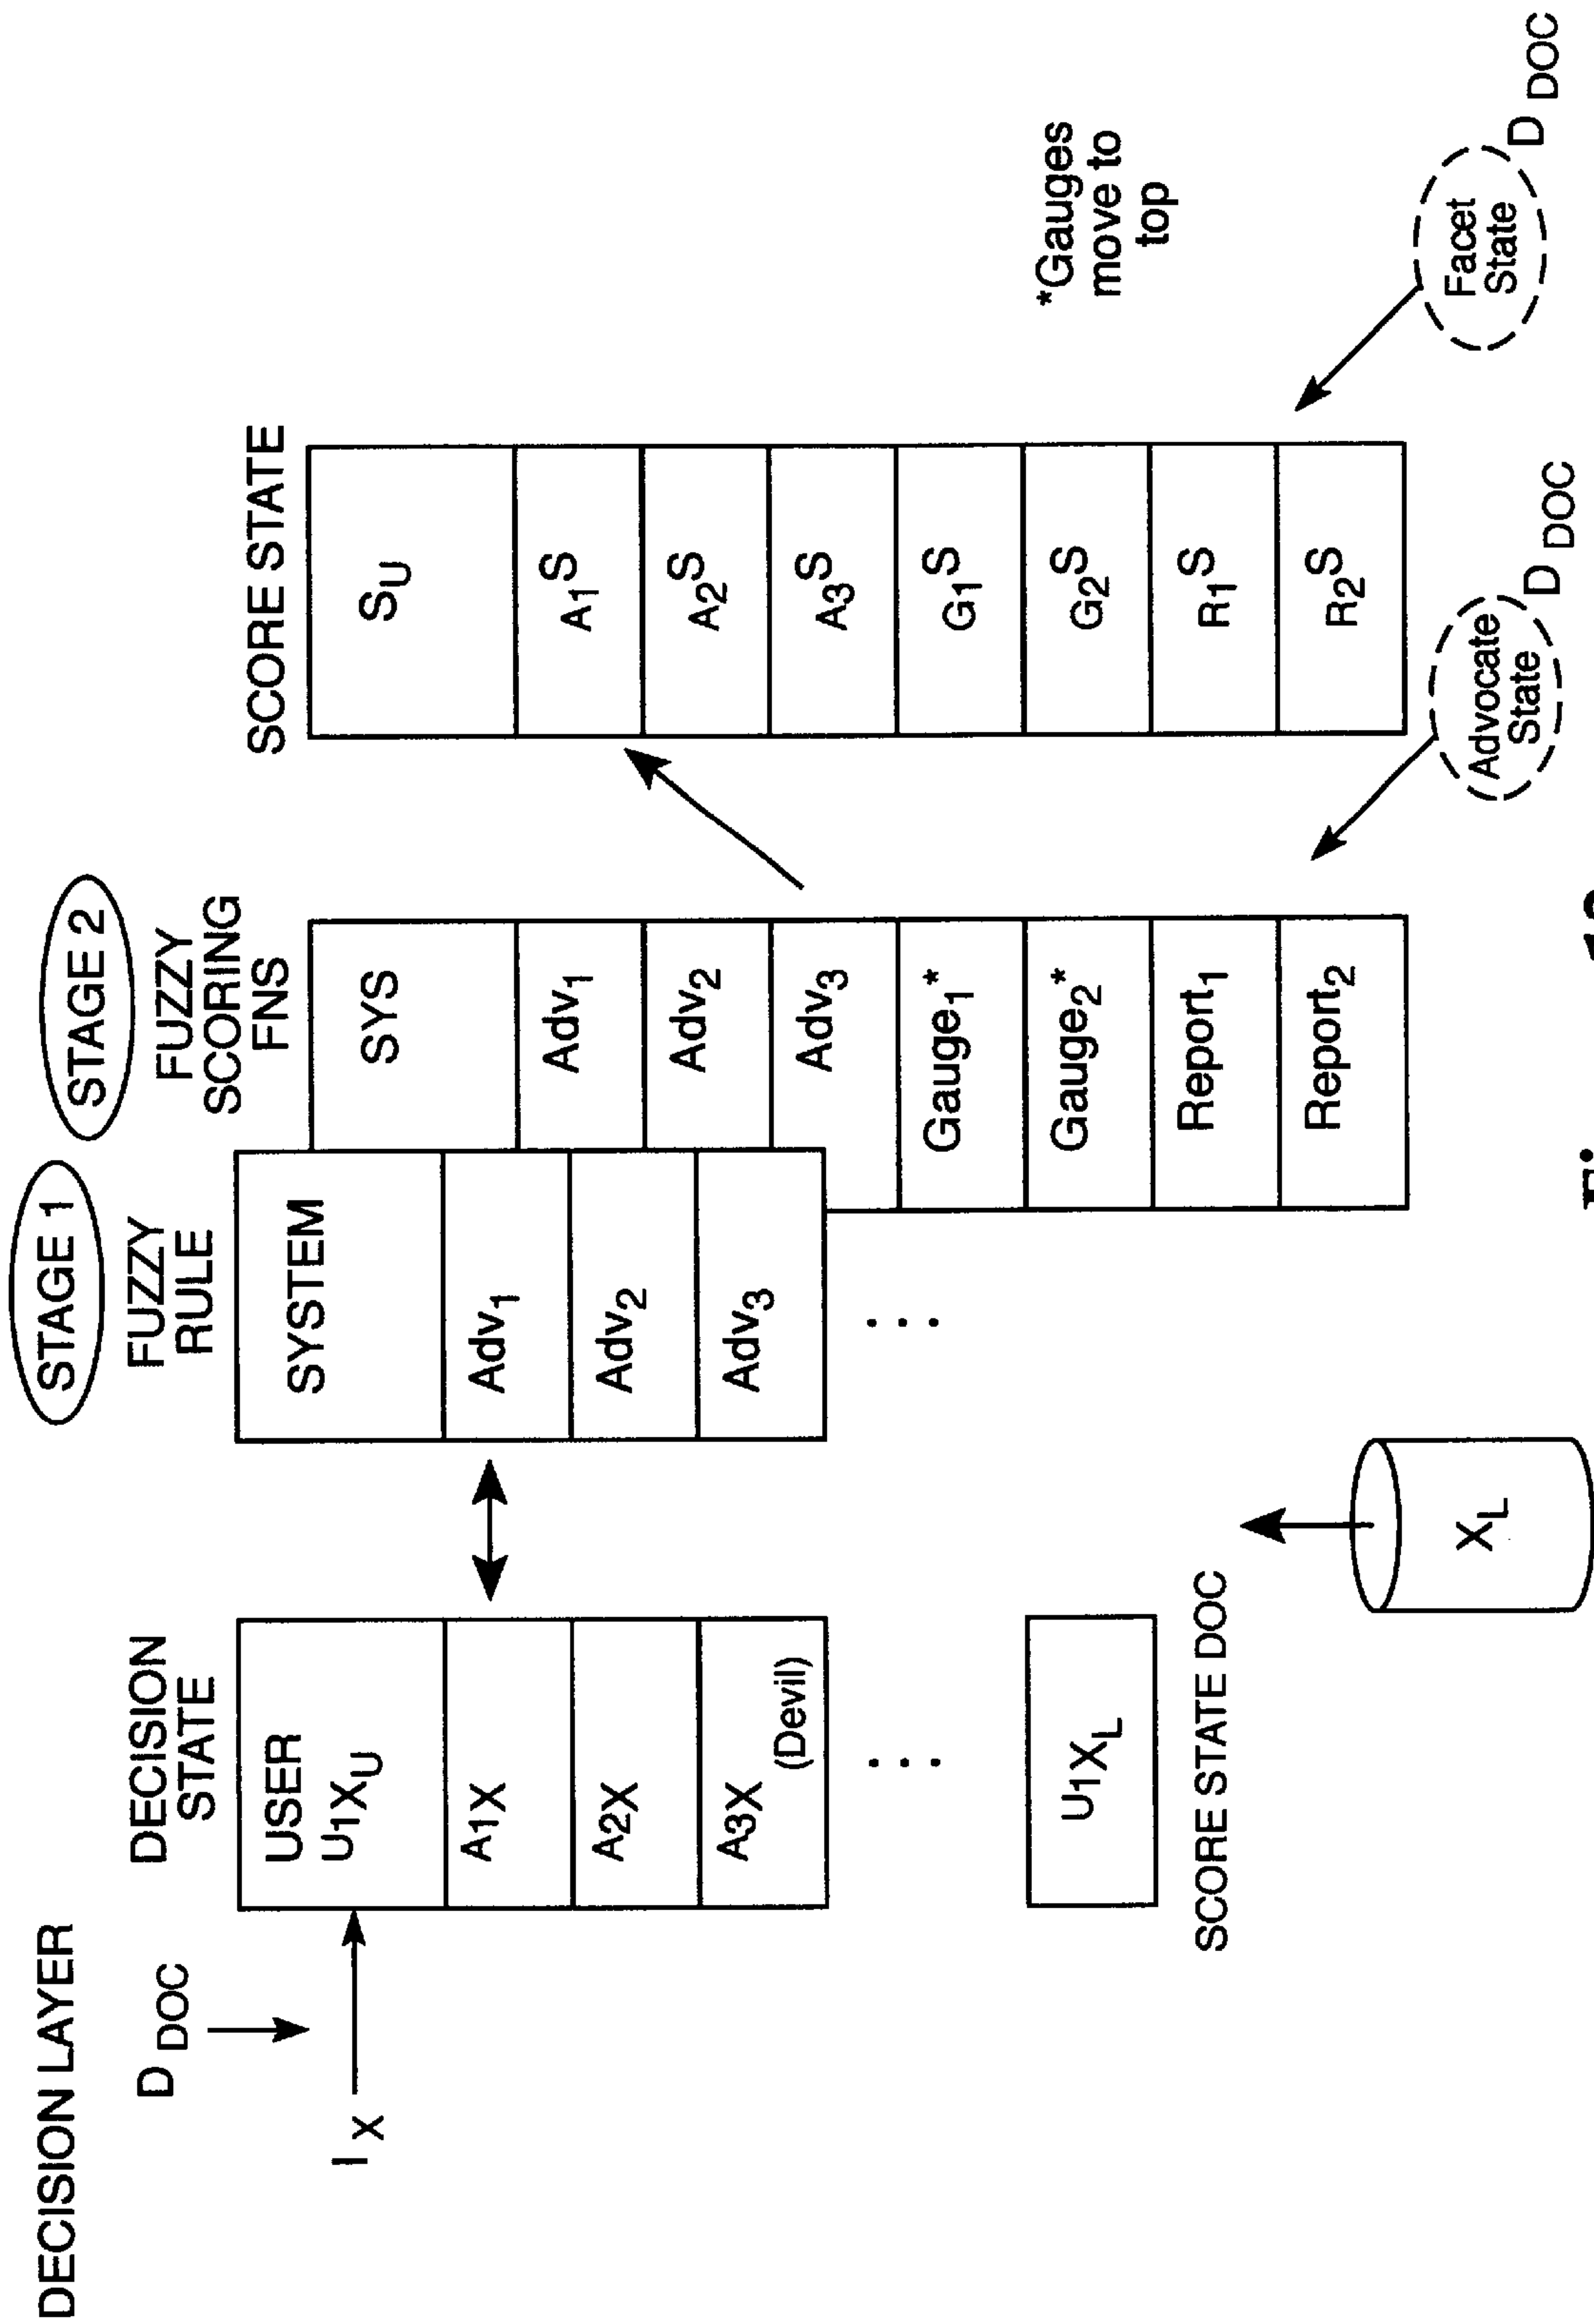 DECISION LAYER
D DOC
I X
DECISION
STATE
USER
U1XU
A1X
A2X
A3X
(Devil)
...
U1XL
SCORE STATE DOC
XL
STAGE 1
FUZZY
RULE
SYSTEM
Adv1
Adv2
Adv3
...
STAGE 2
FUZZY
SCORING
FNS
SYS
Adv1
Adv2
Adv3
Gauge1*
Gauge2*
Report1
Report2
SCORE STATE
SU
A1S
A2S
A3S
G1S
G2S
R1S
R2S
Advocate
State
D DOC
*Gauges
move to
top
Facet
State
D DOC